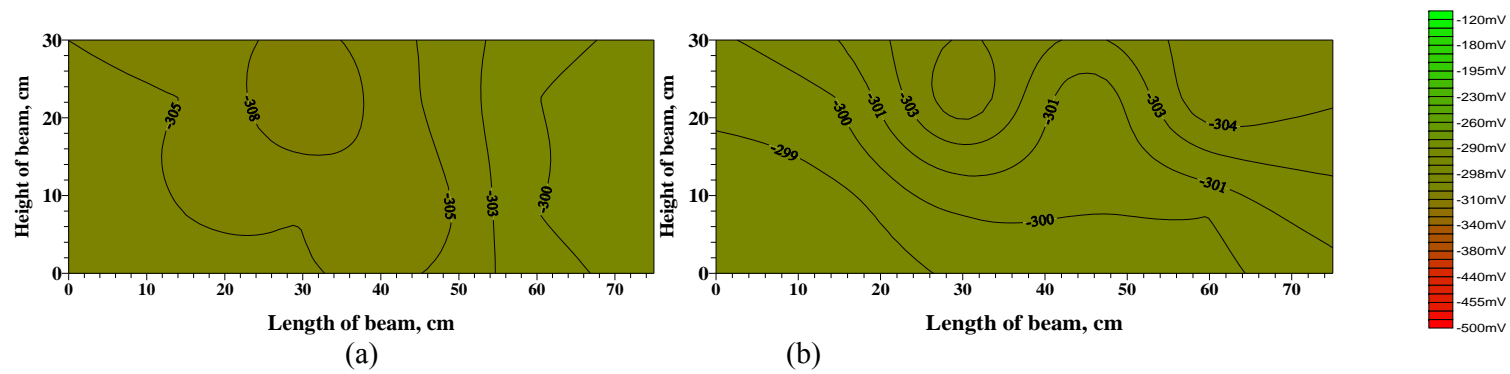 30
20
10
0
Height of beam, cm
-305
-308
-305
-303
-300
0 10 20 30 40 50 60 70
Length of beam, cm
(a)
30
20
10
0
Height of beam, cm
-299
-300
-301
-303
-301
-303
-304
-301
-300
0 10 20 30 40 50 60 70
Length of beam, cm
(b)
-120mV
-180mV
-195mV
-230mV
-260mV
-290mV
-298mV
-310mV
-340mV
-380mV
-440mV
-455mV
-500mV